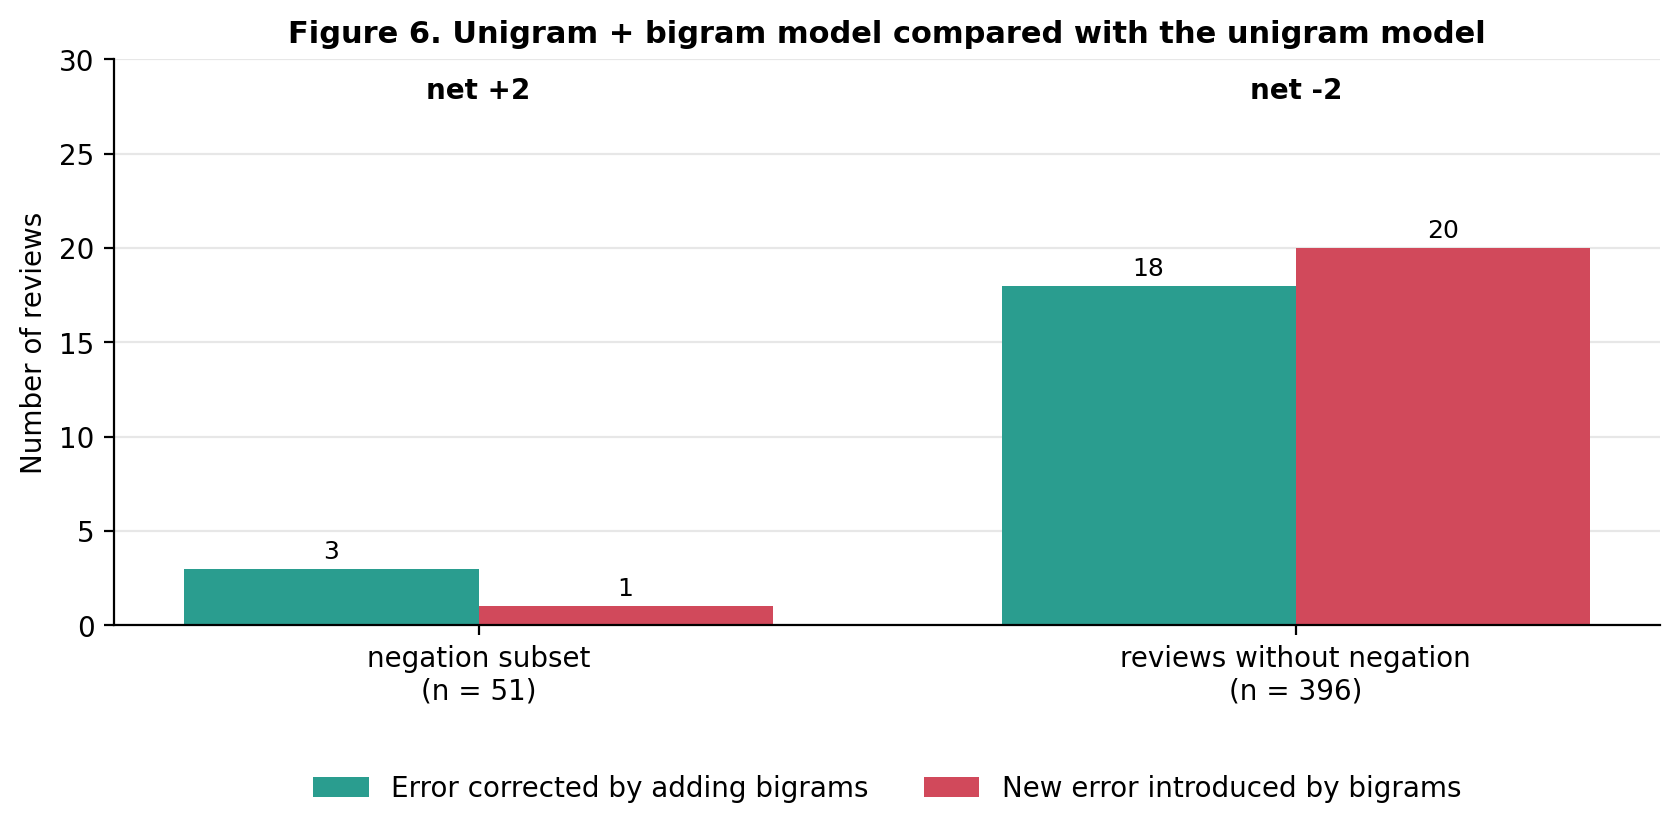 Figure 6. Unigram + bigram model compared with the unigram model
30
25
20
15
10
5
0
Number of reviews
net +2
net -2
3
1
18
20
negation subset
(n = 51)
reviews without negation
(n = 396)
Error corrected by adding bigrams
New error introduced by bigrams